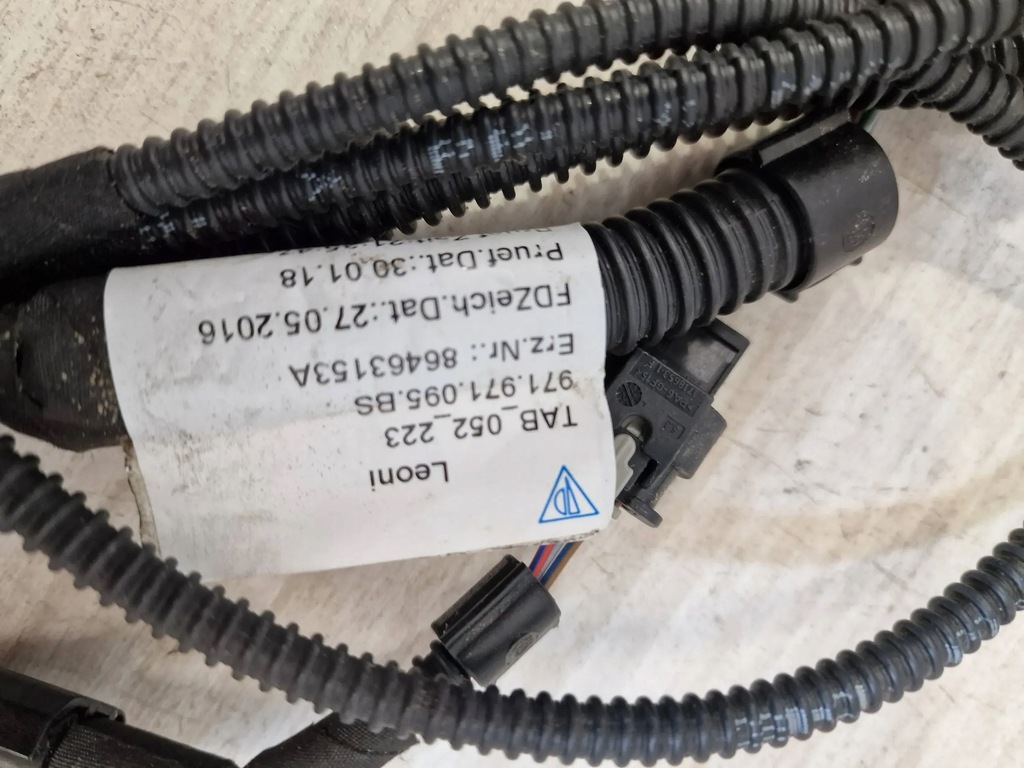 Leoni
TAB_052_223
971.971.095.BS
Erz.Nr.: 86463153A
FDZeich.Dat.:27.05.2016
Pruef.Dat.:30.01.18